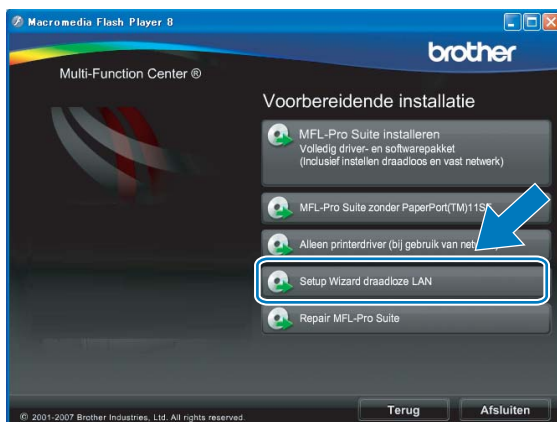 Macromedia Flash Player 8
brother
Multi-Function Center ®
Voorbereidende installatie
MFL-Pro Suite installeren
Volledig driver- en softwarepakket
(Inclusief instellen draadloos en vast netwerk)
MFL-Pro Suite zonder PaperPort(TM)11SE
Alleen printerdriver (bij gebruik van
Setup Wizard draadloze LAN
Repair MFL-Pro Suite
Terug
Afsluiten
© 2001-2007 Brother Industries, Ltd. All rights reserved.